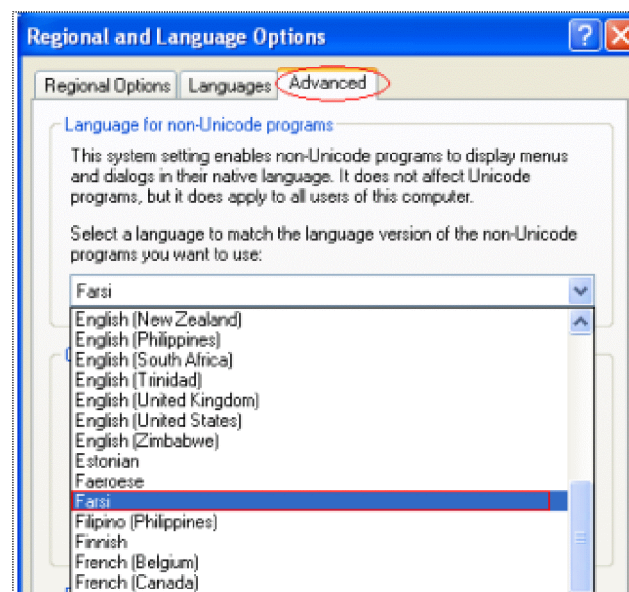 Regional and Language Options
Regional Options Languages Advanced
Language for non-Unicode programs
This system setting enables non-Unicode programs to display menus
and dialogs in their native language. It does not affect Unicode
programs, but it does apply to all users of this computer.
Select a language to match the language version of the non-Unicode
programs you want to use:
Farsi
English (New Zealand)
English (Philippines)
English (South Africa)
English (Trinidad)
English (United Kingdom)
English (United States)
English (Zimbabwe)
Estonian
Faeroese
Farsi
Filipino (Philippines)
Finnish
French (Belgium)
French (Canada)